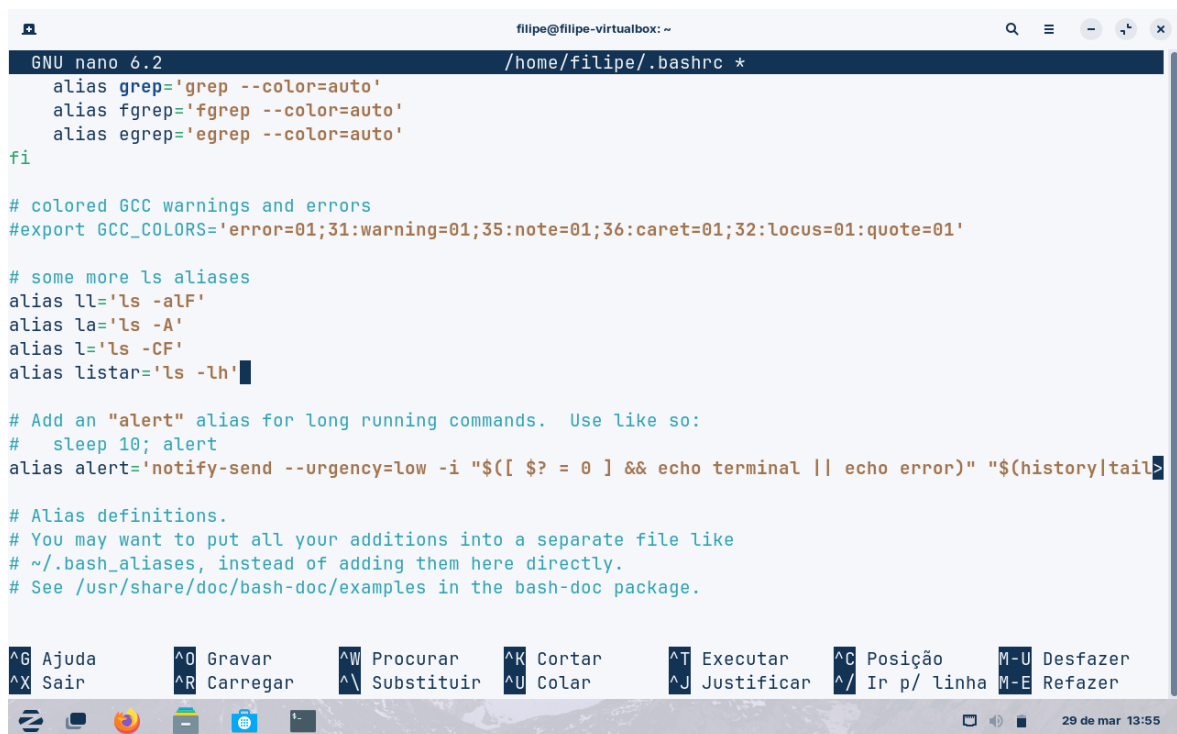 filipe@filipe-virtualbox: ~
GNU nano 6.2 /home/filipe/.bashrc *
    alias grep='grep --color=auto'
    alias fgrep='fgrep --color=auto'
    alias egrep='egrep --color=auto'
fi
# colored GCC warnings and errors
#export GCC_COLORS='error=01;31:warning=01;35:note=01;36:caret=01;32:locus=01:quote=01'
# some more ls aliases
alias ll='ls -alF'
alias la='ls -A'
alias l='ls -CF'
alias listar='ls -lh'
# Add an "alert" alias for long running commands.  Use like so:
#   sleep 10; alert
alias alert='notify-send --urgency=low -i "$([ $? = 0 ] && echo terminal || echo error)" "$(history|tail>
# Alias definitions.
# You may want to put all your additions into a separate file like
# ~/.bash_aliases, instead of adding them here directly.
# See /usr/share/doc/bash-doc/examples in the bash-doc package.
^G Ajuda ^O Gravar ^W Procurar ^K Cortar ^T Executar ^C Posição M-U Desfazer
^X Sair ^R Carregar ^\ Substituir ^U Colar ^J Justificar ^/ Ir p/ linha M-E Refazer
29 de mar 13:55